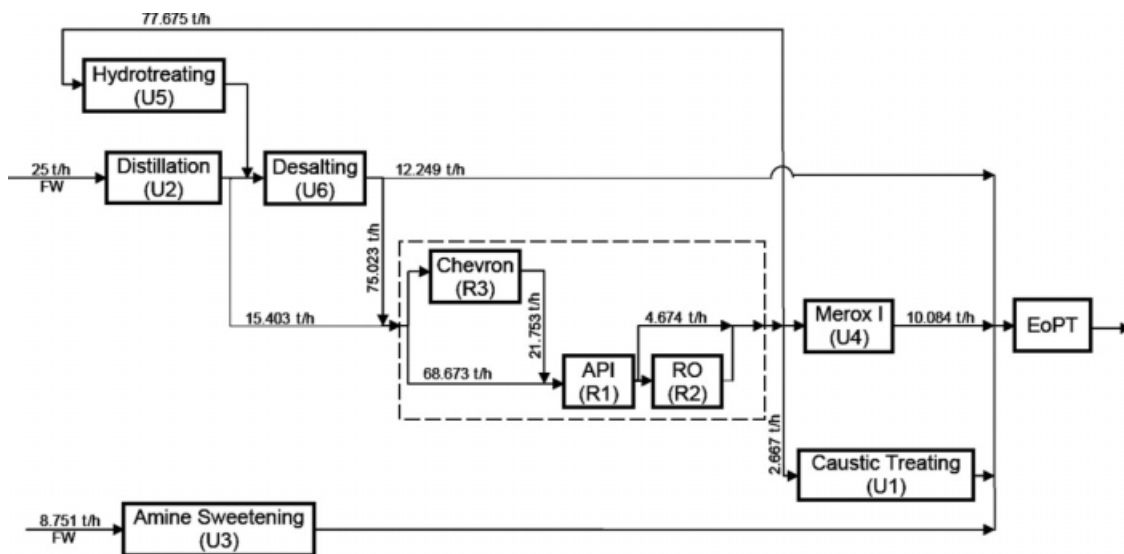 77.675 t/h
Hydrotreating
(U5)
25 t/h
FW
Distillation
(U2)
Desalting
(U6)
12.249 t/h
75.023 t/h
Chevron
(R3)
15.403 t/h
21.753 t/h
4.674 t/h
Merox I
(U4)
10.084 t/h
EoPT
68.673 t/h
API
(R1)
RO
(R2)
2.667 t/h
Caustic Treating
(U1)
8.751 t/h
FW
Amine Sweetening
(U3)